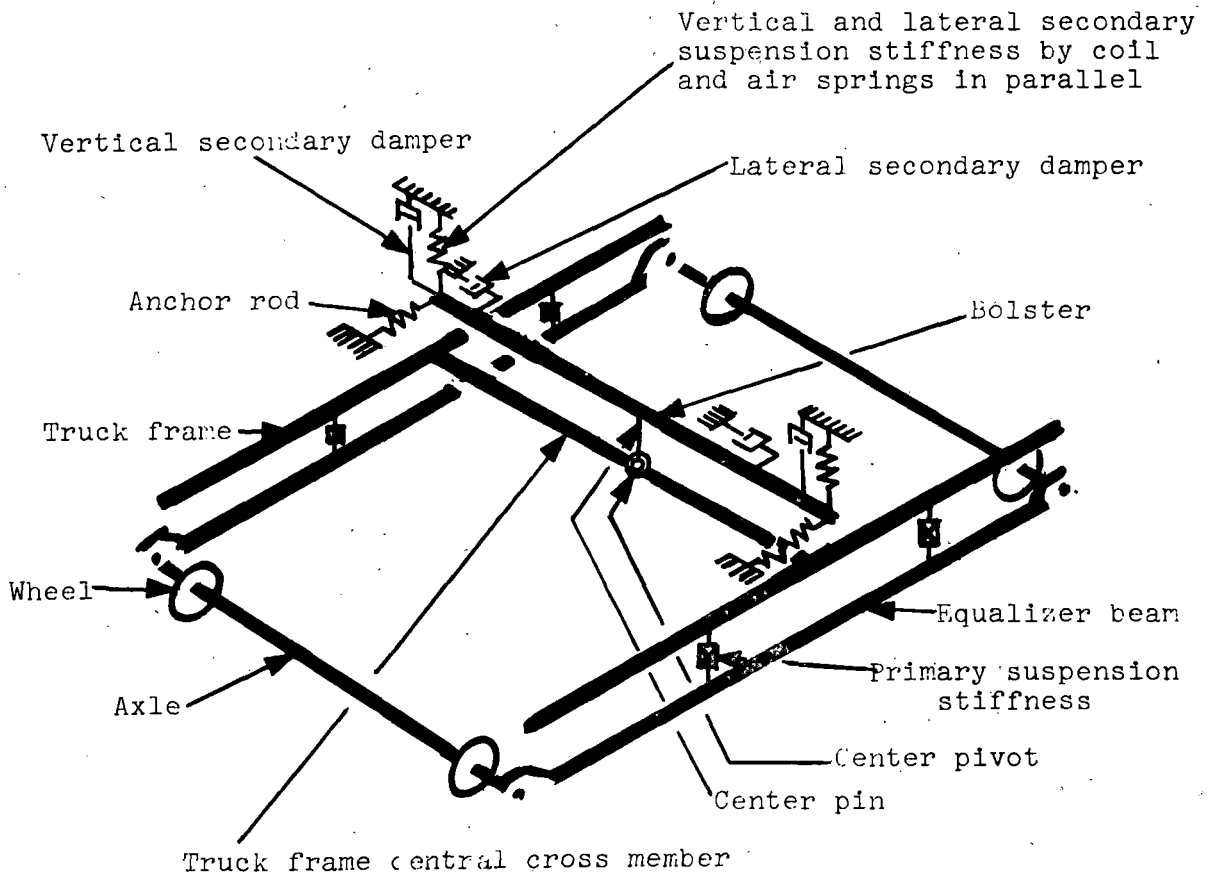 Vertical and lateral secondary
suspension stiffness by coil
and air springs in parallel
Vertical secondary damper
Lateral secondary damper
Anchor rod
Bolster
Truck frame
Wheel
Equalizer beam
Primary suspension
stiffness
Axle
Center pivot
Center pin
Truck frame central cross member